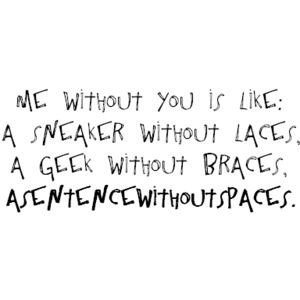 ME WITHOUT YOU IS LIKE:
A SNEAKER WITHOUT LACES,
A GEEK WITHOUT BRACES,
ASENTENCEWITHOUTSPACES.